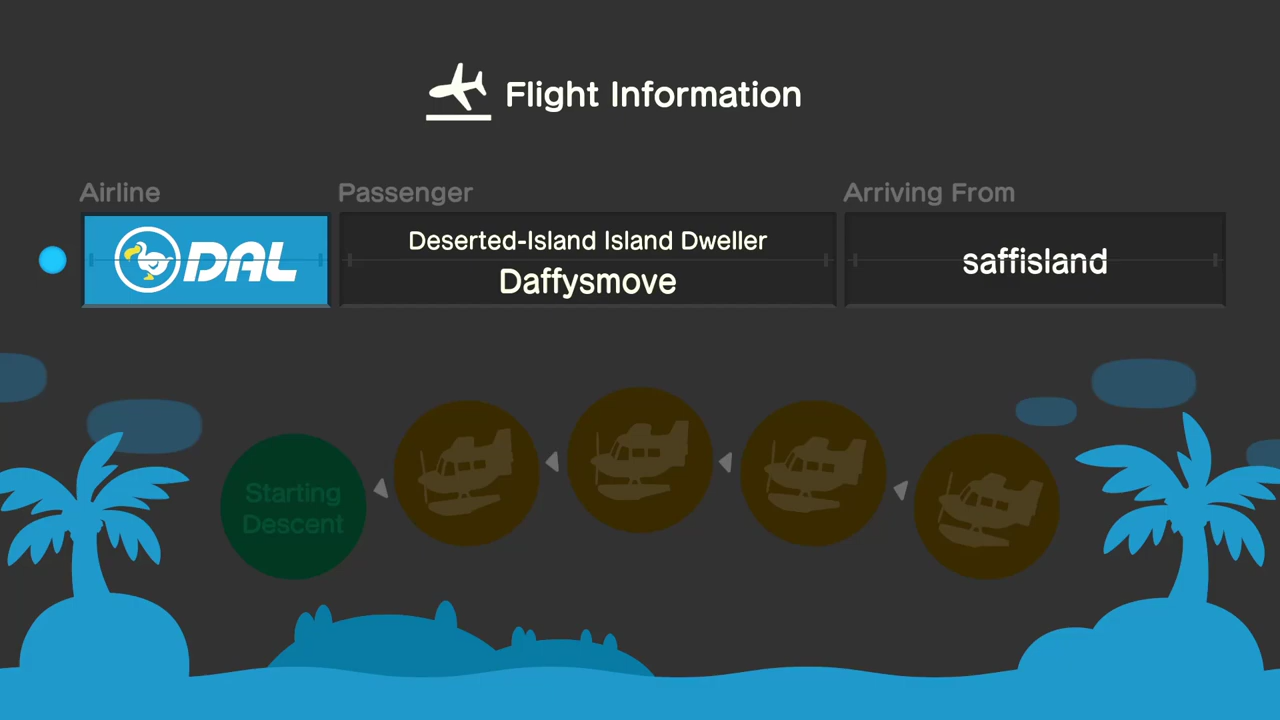 Flight Information
Airline
Passenger
Arriving From
DAL
Deserted-Island Island Dweller
Daffysmove
saffisland
Starting
Descent